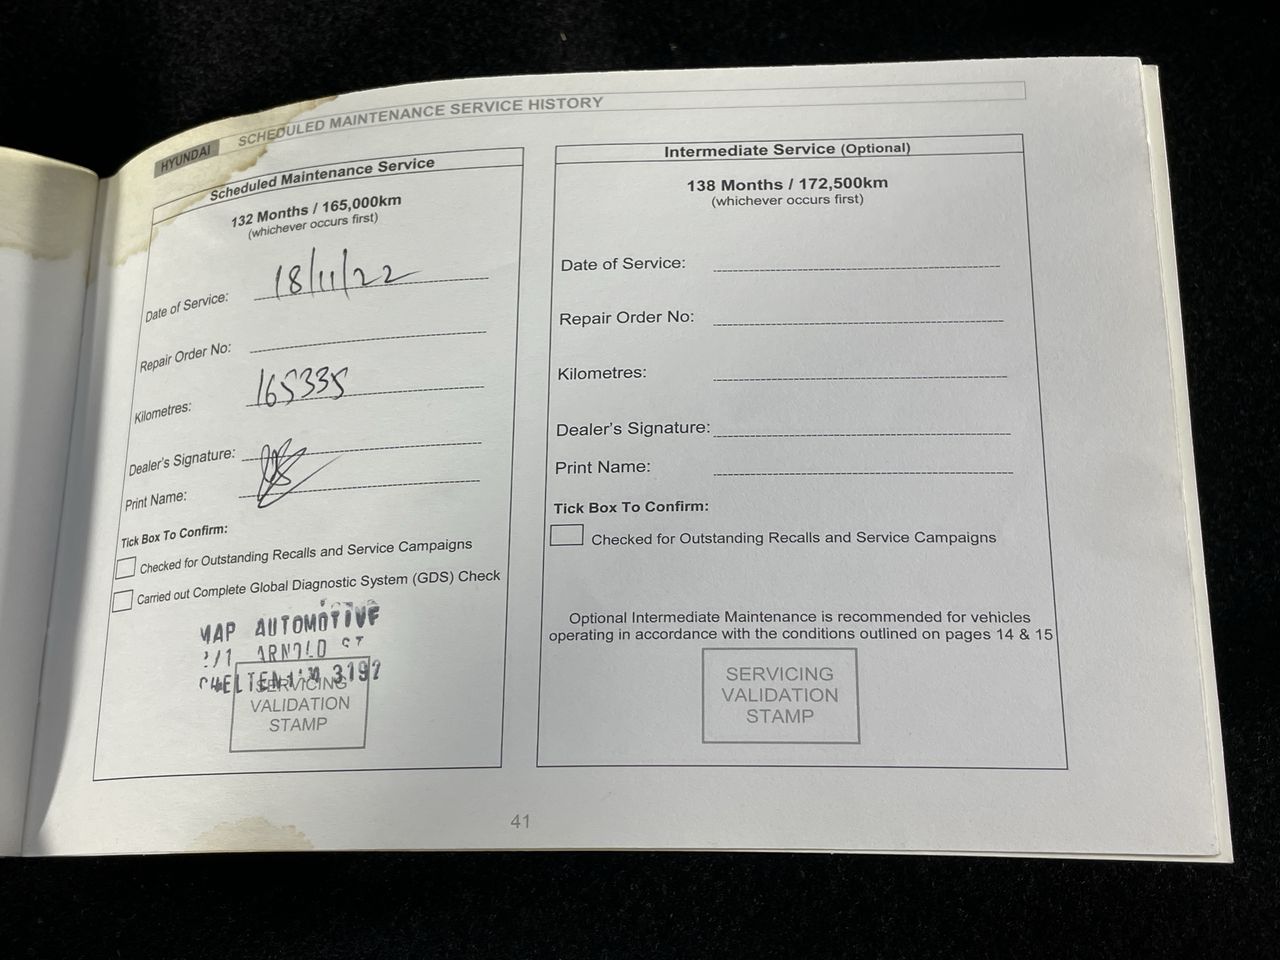 HYUNDAI SCHEDULED MAINTENANCE SERVICE HISTORY
Scheduled Maintenance Service
132 Months / 165,000km
(whichever occurs first)
Date of Service: 18/11/22
Repair Order No:
Kilometres: 165335
Dealer's Signature:
Print Name:
Tick Box To Confirm:
Checked for Outstanding Recalls and Service Campaigns
Carried out Complete Global Diagnostic System (GDS) Check
MAP AUTOMOTIVE
/1 ARNOLD ST
CHELTENHAM 3192
SERVICING
VALIDATION
STAMP
Intermediate Service (Optional)
138 Months / 172,500km
(whichever occurs first)
Date of Service:
Repair Order No:
Kilometres:
Dealer's Signature:
Print Name:
Tick Box To Confirm:
Checked for Outstanding Recalls and Service Campaigns
Optional Intermediate Maintenance is recommended for vehicles
operating in accordance with the conditions outlined on pages 14 & 15
SERVICING
VALIDATION
STAMP
41